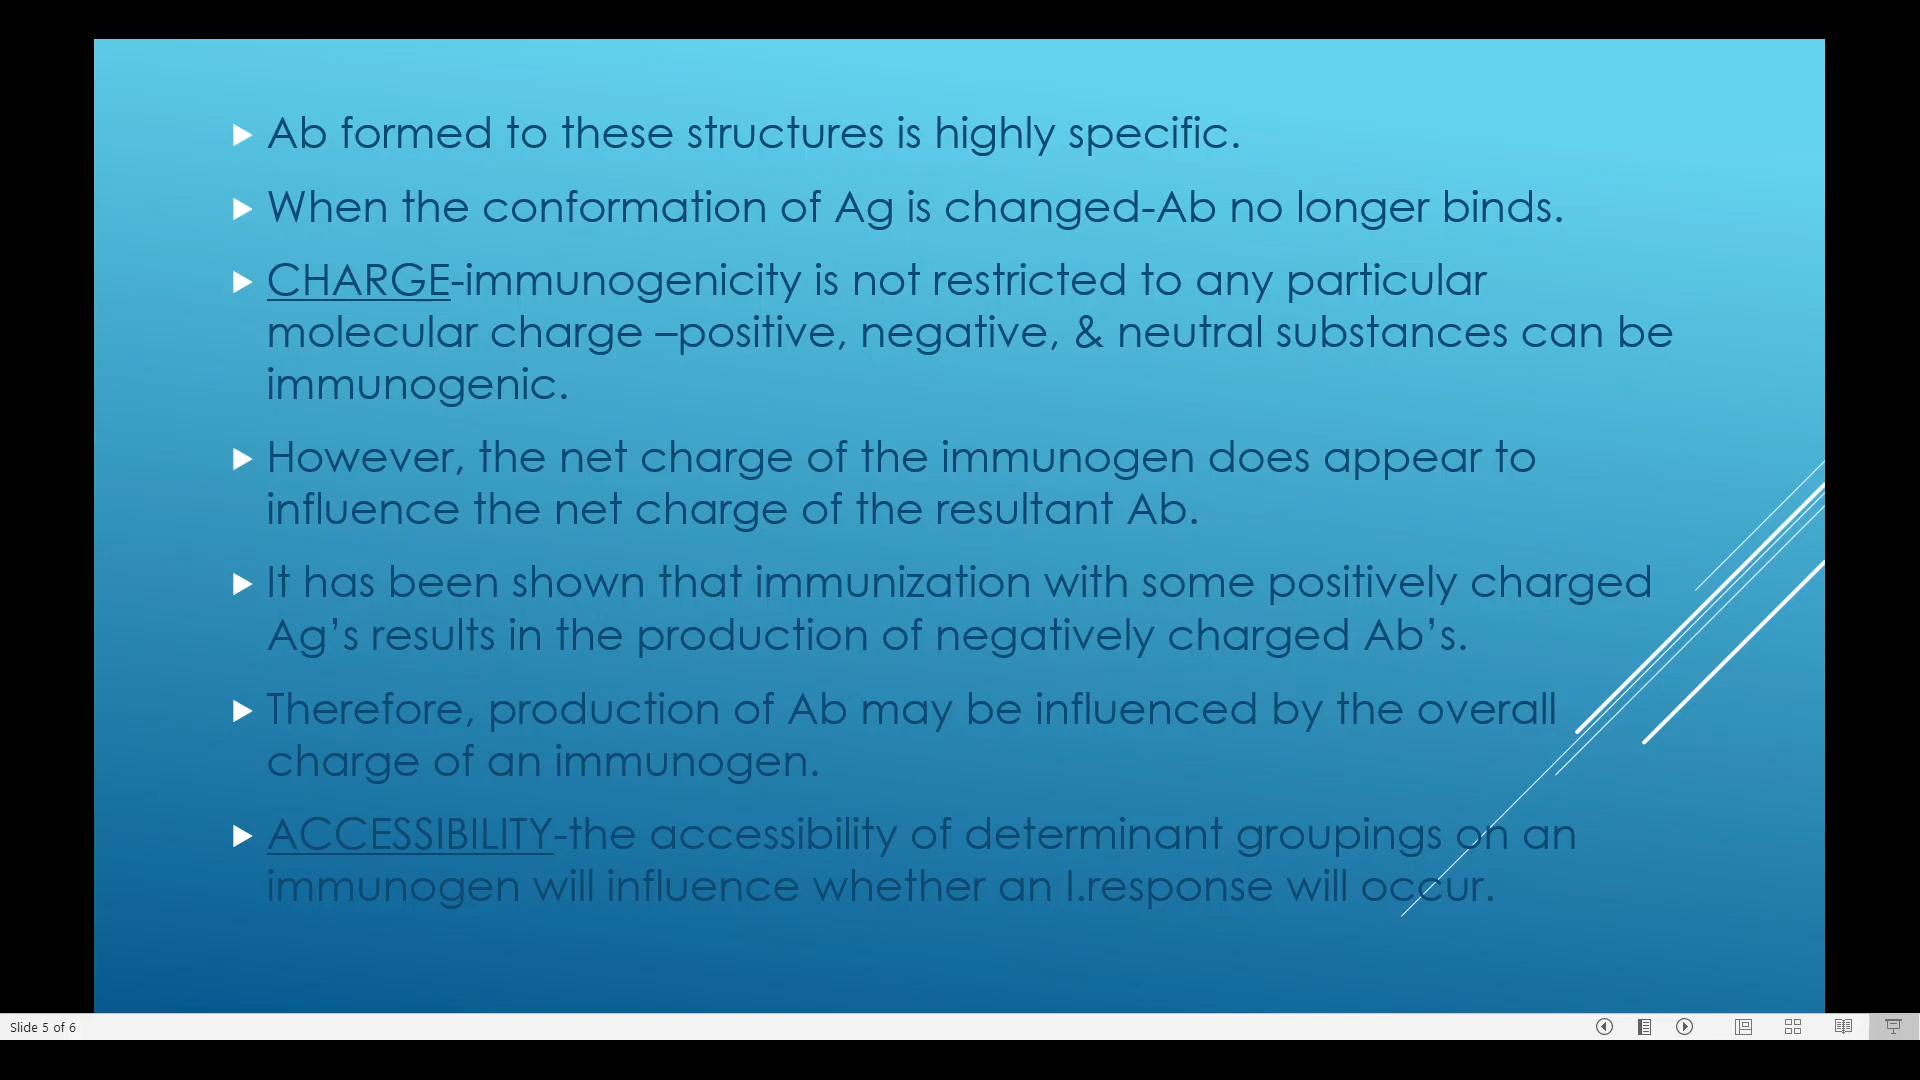 Ab formed to these structures is highly specific.
When the conformation of Ag is changed-Ab no longer binds.
CHARGE-immunogenicity is not restricted to any particular
molecular charge –positive, negative, & neutral substances can be
immunogenic.
However, the net charge of the immunogen does appear to
influence the net charge of the resultant Ab.
It has been shown that immunization with some positively charged
Ag’s results in the production of negatively charged Ab’s.
Therefore, production of Ab may be influenced by the overall
charge of an immunogen.
ACCESSIBILITY-the accessibility of determinant groupings on an
immunogen will influence whether an I.response will occur.
Slide 5 of 6